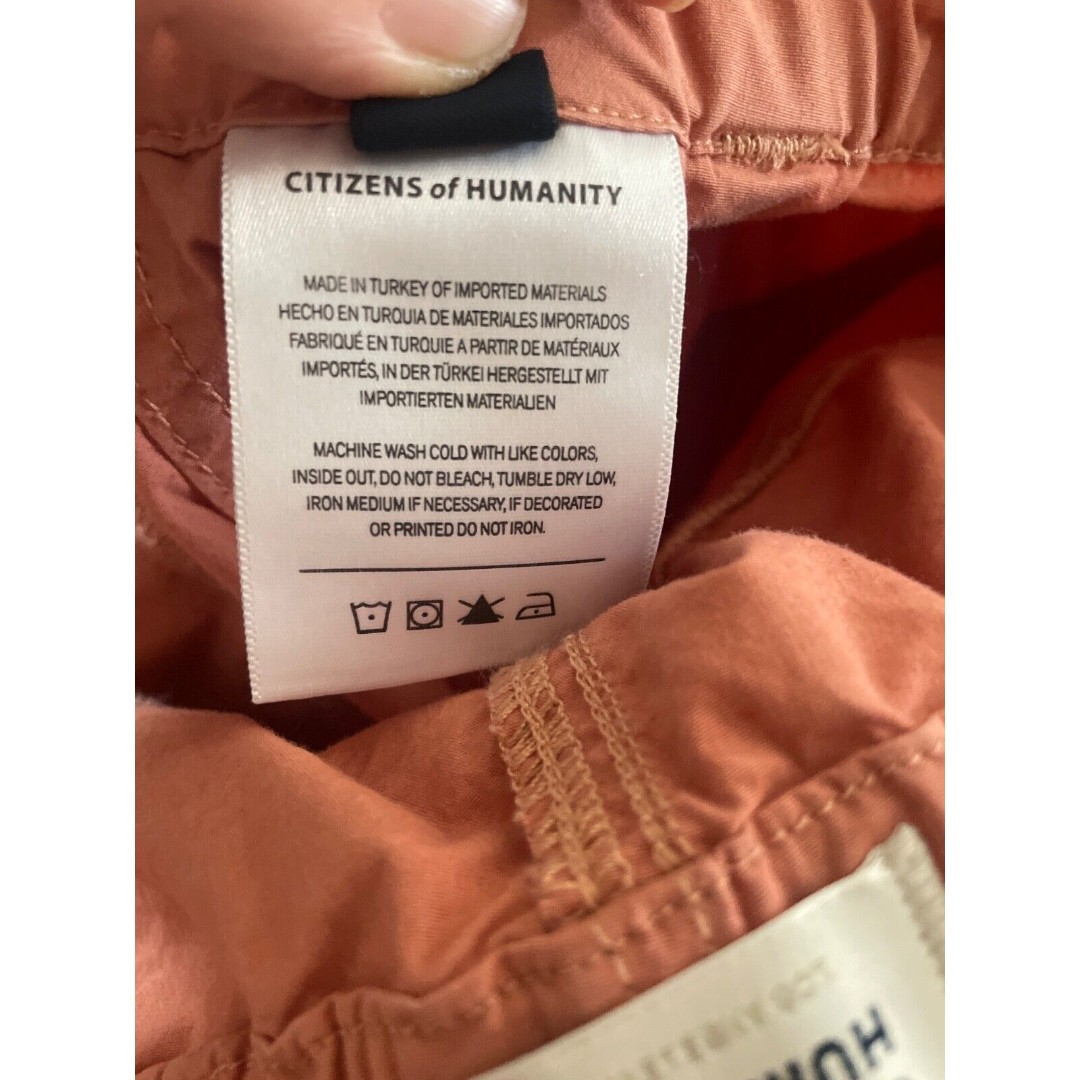 CITIZENS of HUMANITY
MADE IN TURKEY OF IMPORTED MATERIALS
HECHO EN TURQUIA DE MATERIALES IMPORTADOS
FABRIQUÉ EN TURQUIE A PARTIR DE MATÉRIAUX
IMPORTÉS, IN DER TÜRKEI HERGESTELLT MIT
IMPORTIERTEN MATERIALIEN
MACHINE WASH COLD WITH LIKE COLORS,
INSIDE OUT, DO NOT BLEACH, TUMBLE DRY LOW,
IRON MEDIUM IF NECESSARY, IF DECORATED
OR PRINTED DO NOT IRON.